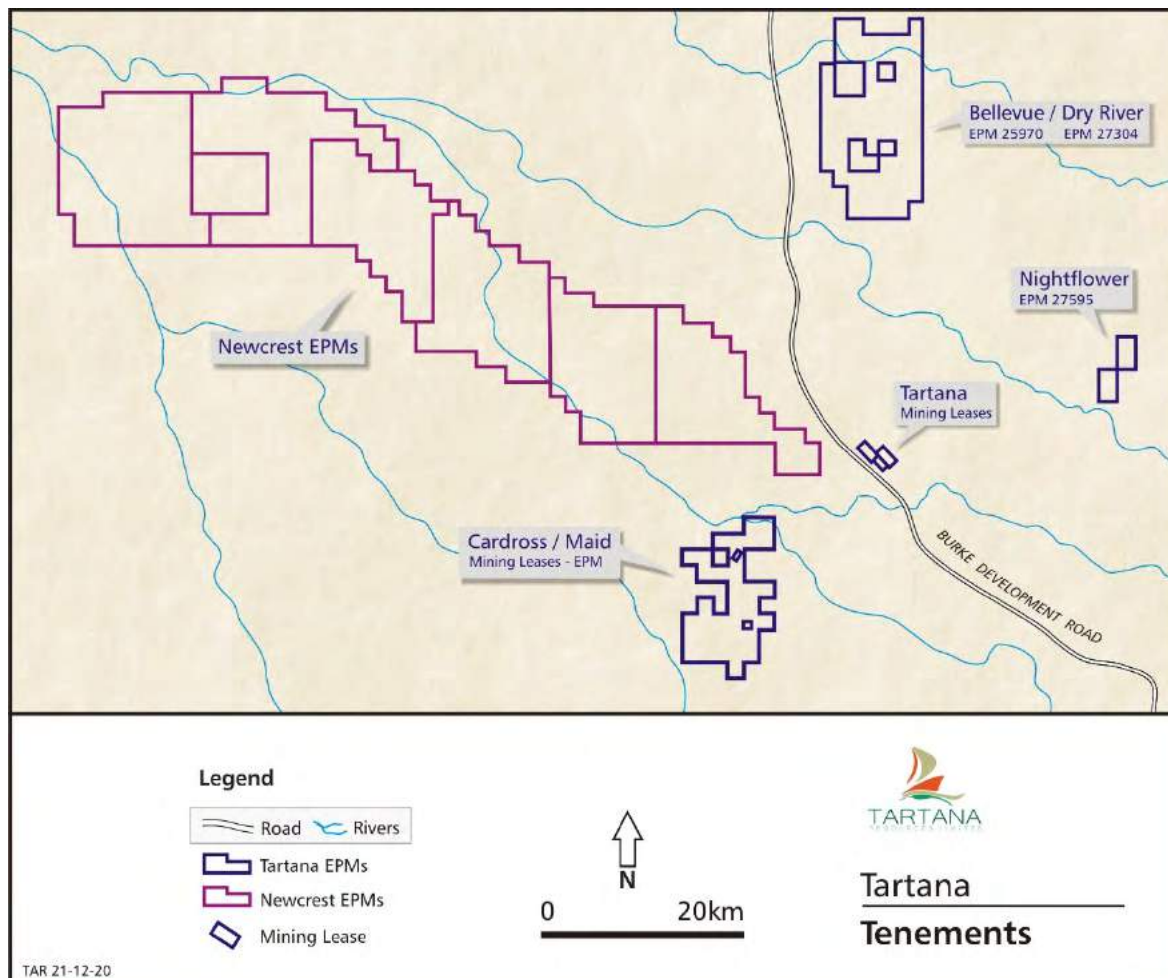 Bellevue / Dry River
EPM 25970 EPM 27304
Nightflower
EPM 27595
Newcrest EPMs
Tartana
Mining Leases
Cardross / Maid
Mining Leases - EPM
BURKE DEVELOPMENT ROAD
Legend
Road Rivers
Tartana EPMs
Newcrest EPMs
Mining Lease
N
0 20km
TARTANA
RESOURCES LIMITED
Tartana
Tenements
TAR 21-12-20